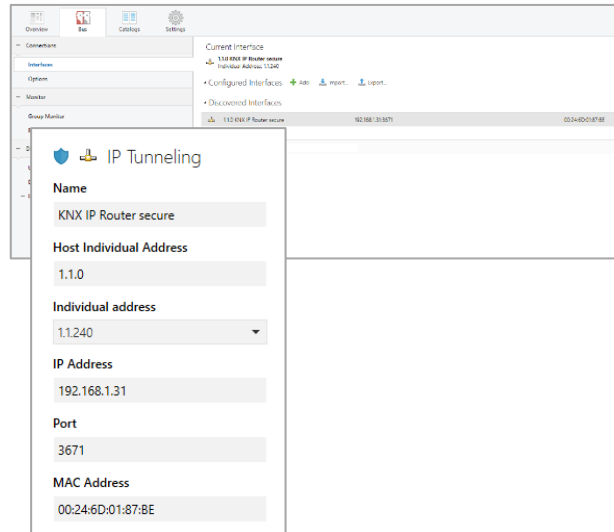 Overview
Bus
Catalogs
Settings
Connections
Interfaces
Options
Monitor
Group Monitor
Current Interface
1.1.0 KNX IP Router secure
Individual Address: 1.1.240
Configured Interfaces
Add
Import...
Export...
Discovered Interfaces
1.1.0 KNX IP Router secure
192.168.1.31:3671
00:24:6D:01:87:BE
IP Tunneling
Name
KNX IP Router secure
Host Individual Address
1.1.0
Individual address
1.1.240
IP Address
192.168.1.31
Port
3671
MAC Address
00:24:6D:01:87:BE